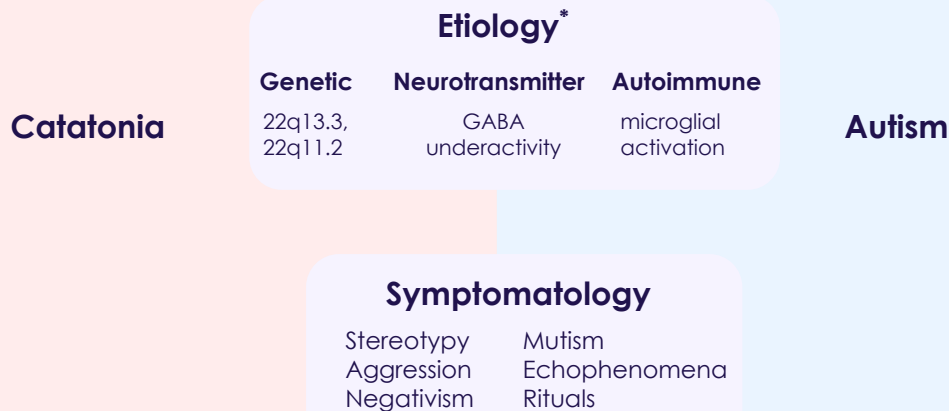 Etiology*
Genetic Neurotransmitter Autoimmune
Catatonia
22q13.3,
22q11.2
GABA
underactivity
microglial
activation
Autism
Symptomatology
Stereotypy Mutism
Aggression Echophenomena
Negativism Rituals